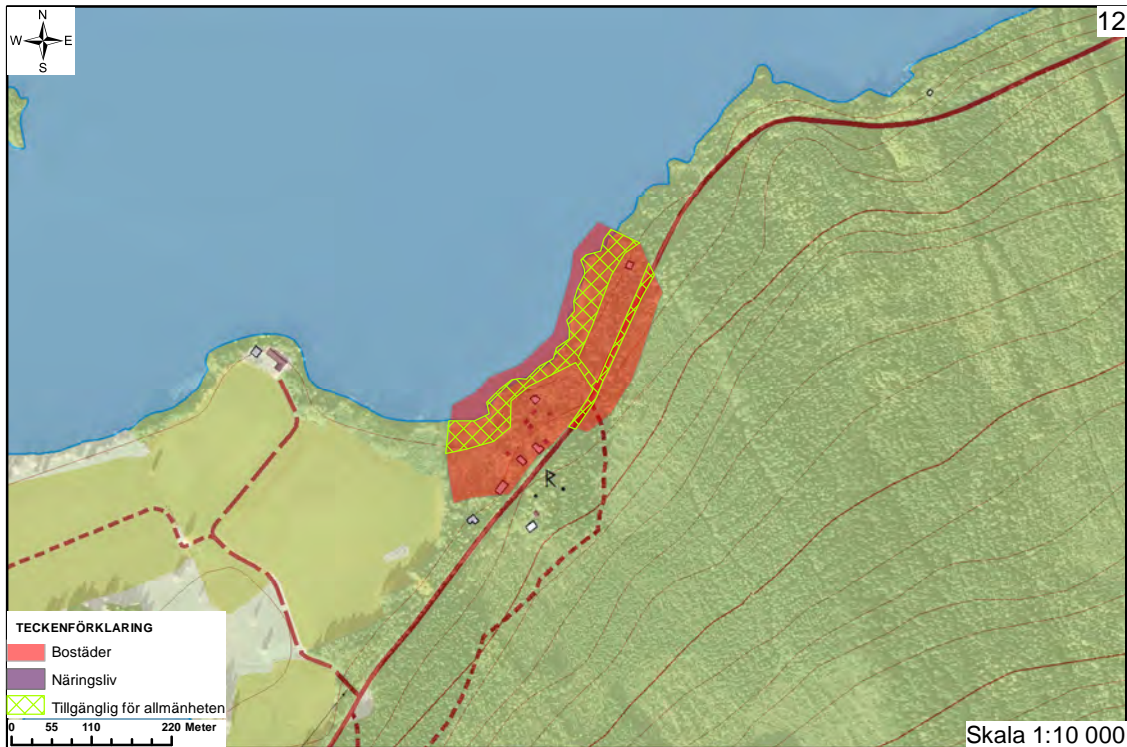 N
W E
S
12
R
TECKENFÖRKLARING
Bostäder
Näringsliv
Tillgänglig för allmänheten
0 55 110 220 Meter
Skala 1:10 000